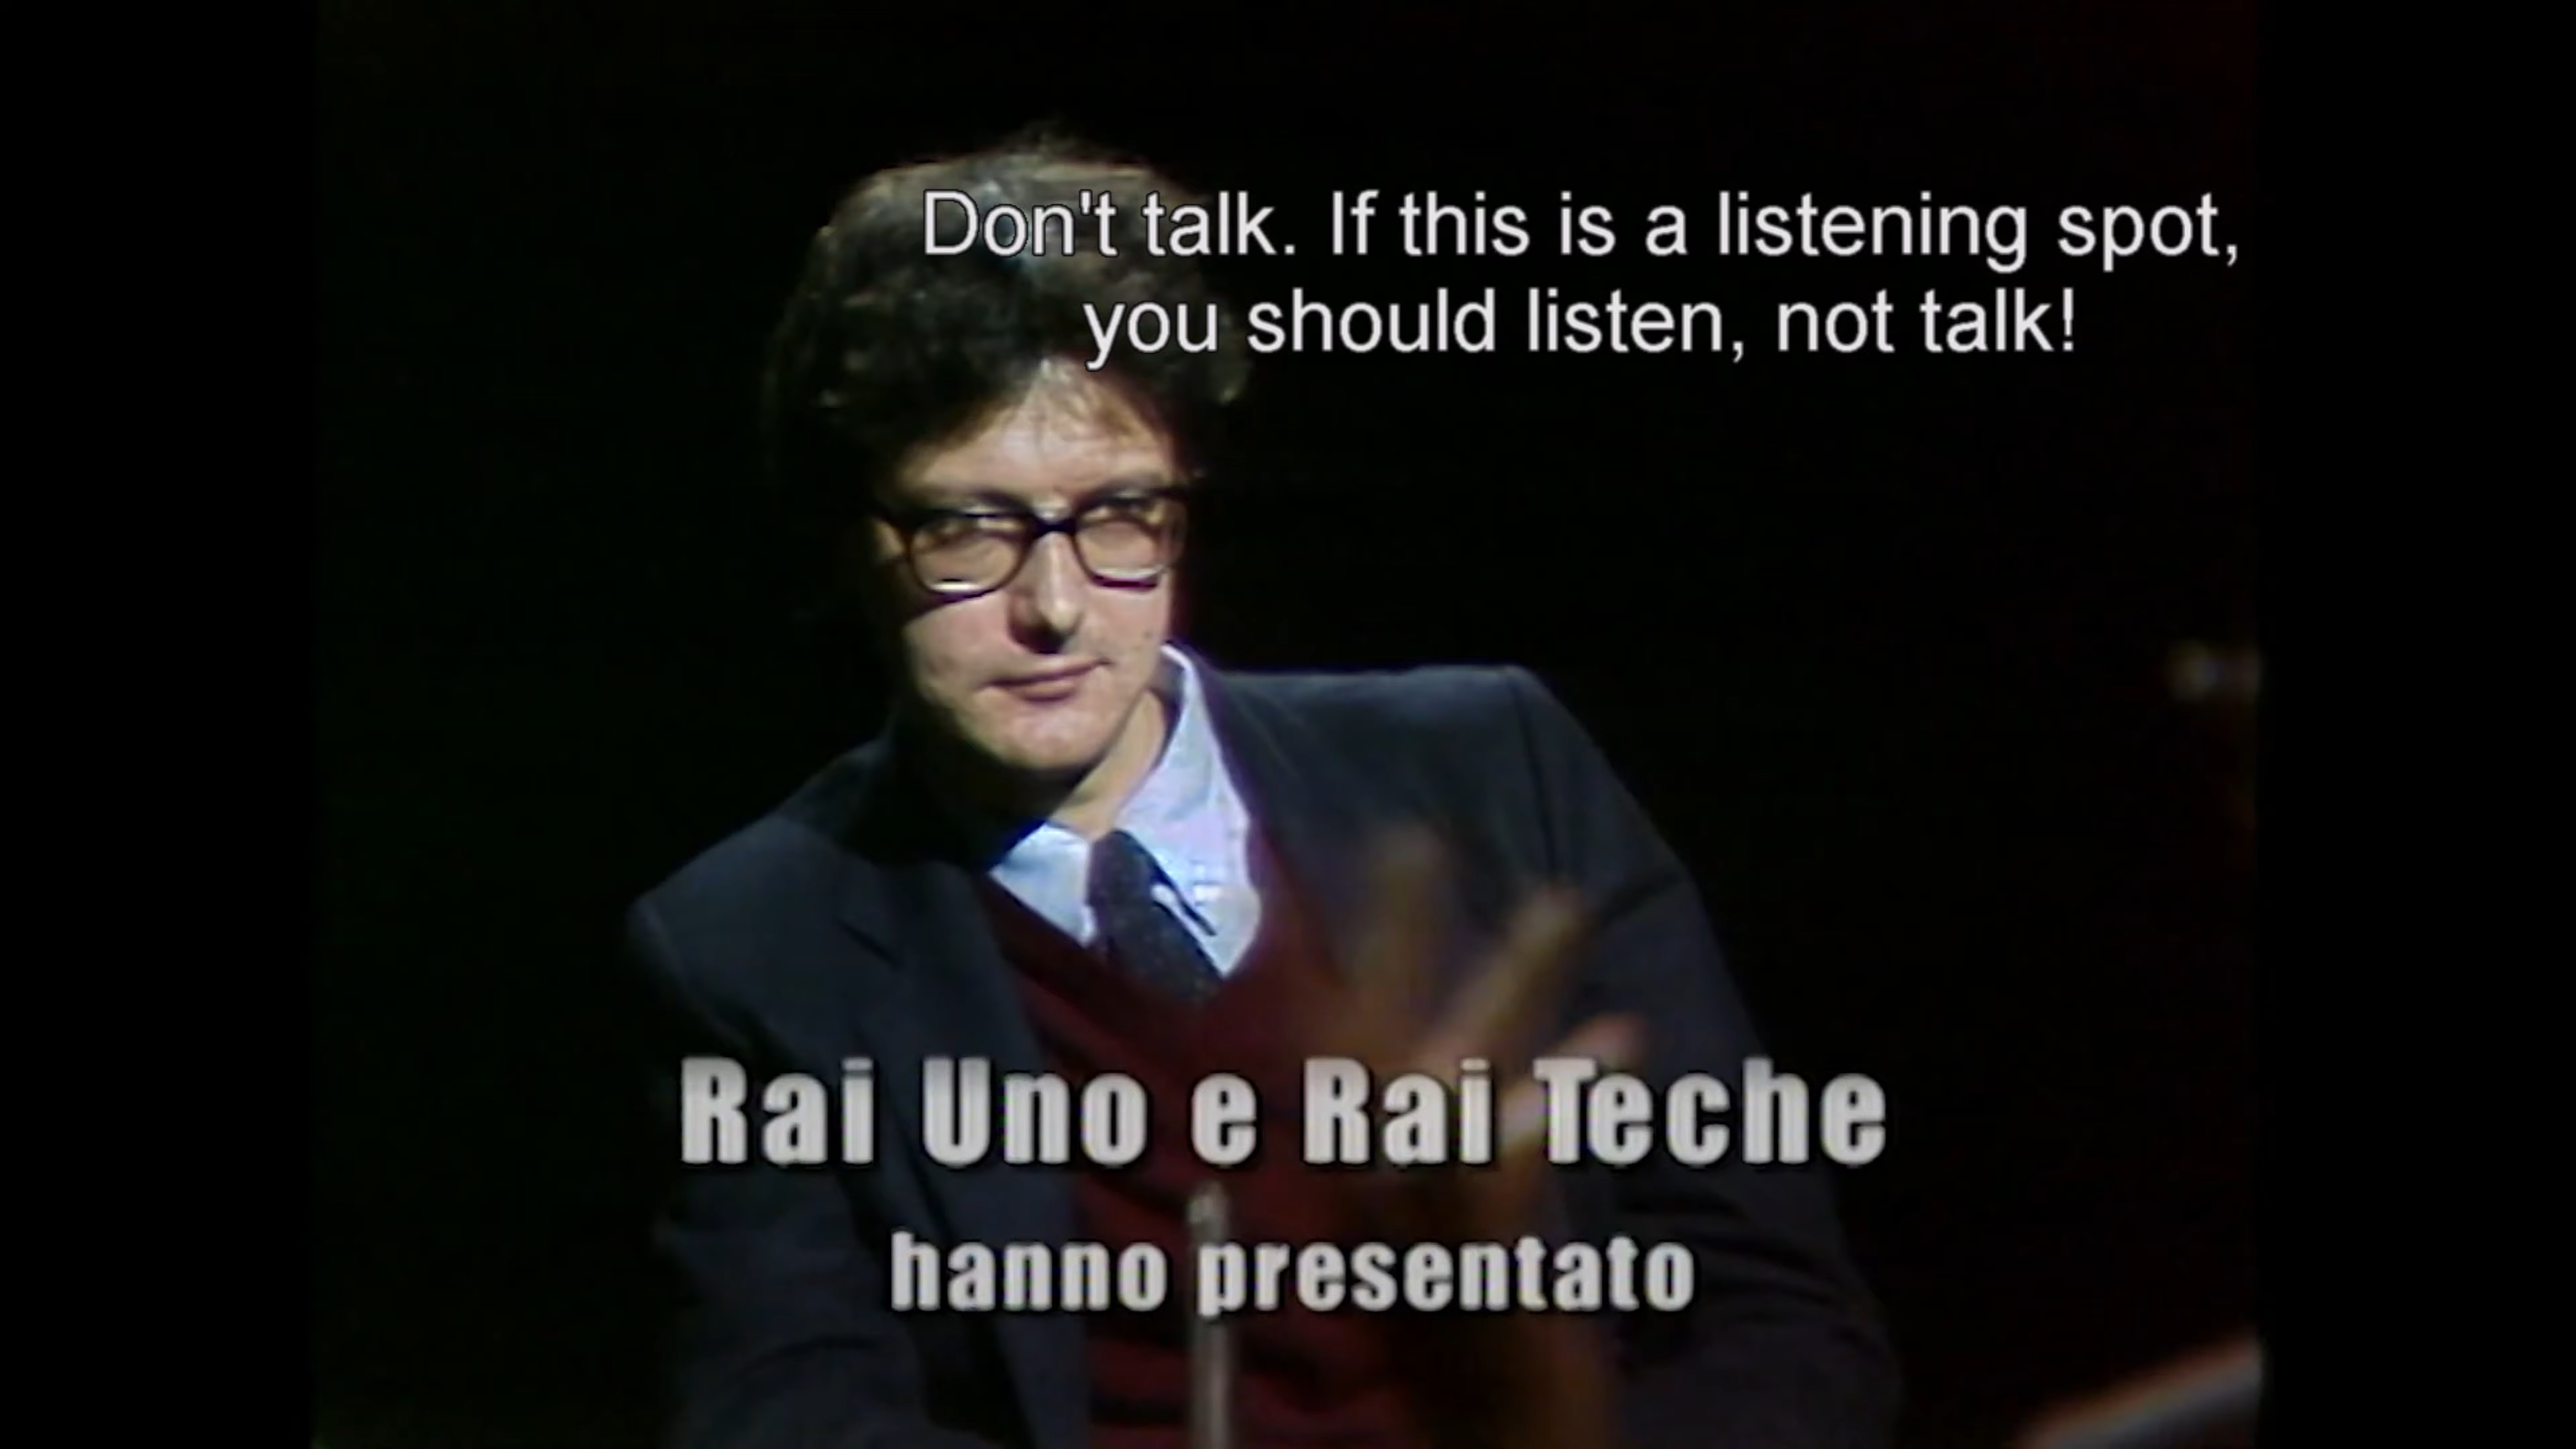 Don't talk. If this is a listening spot,
you should listen, not talk!
Rai Uno e Rai Teche
hanno presentato